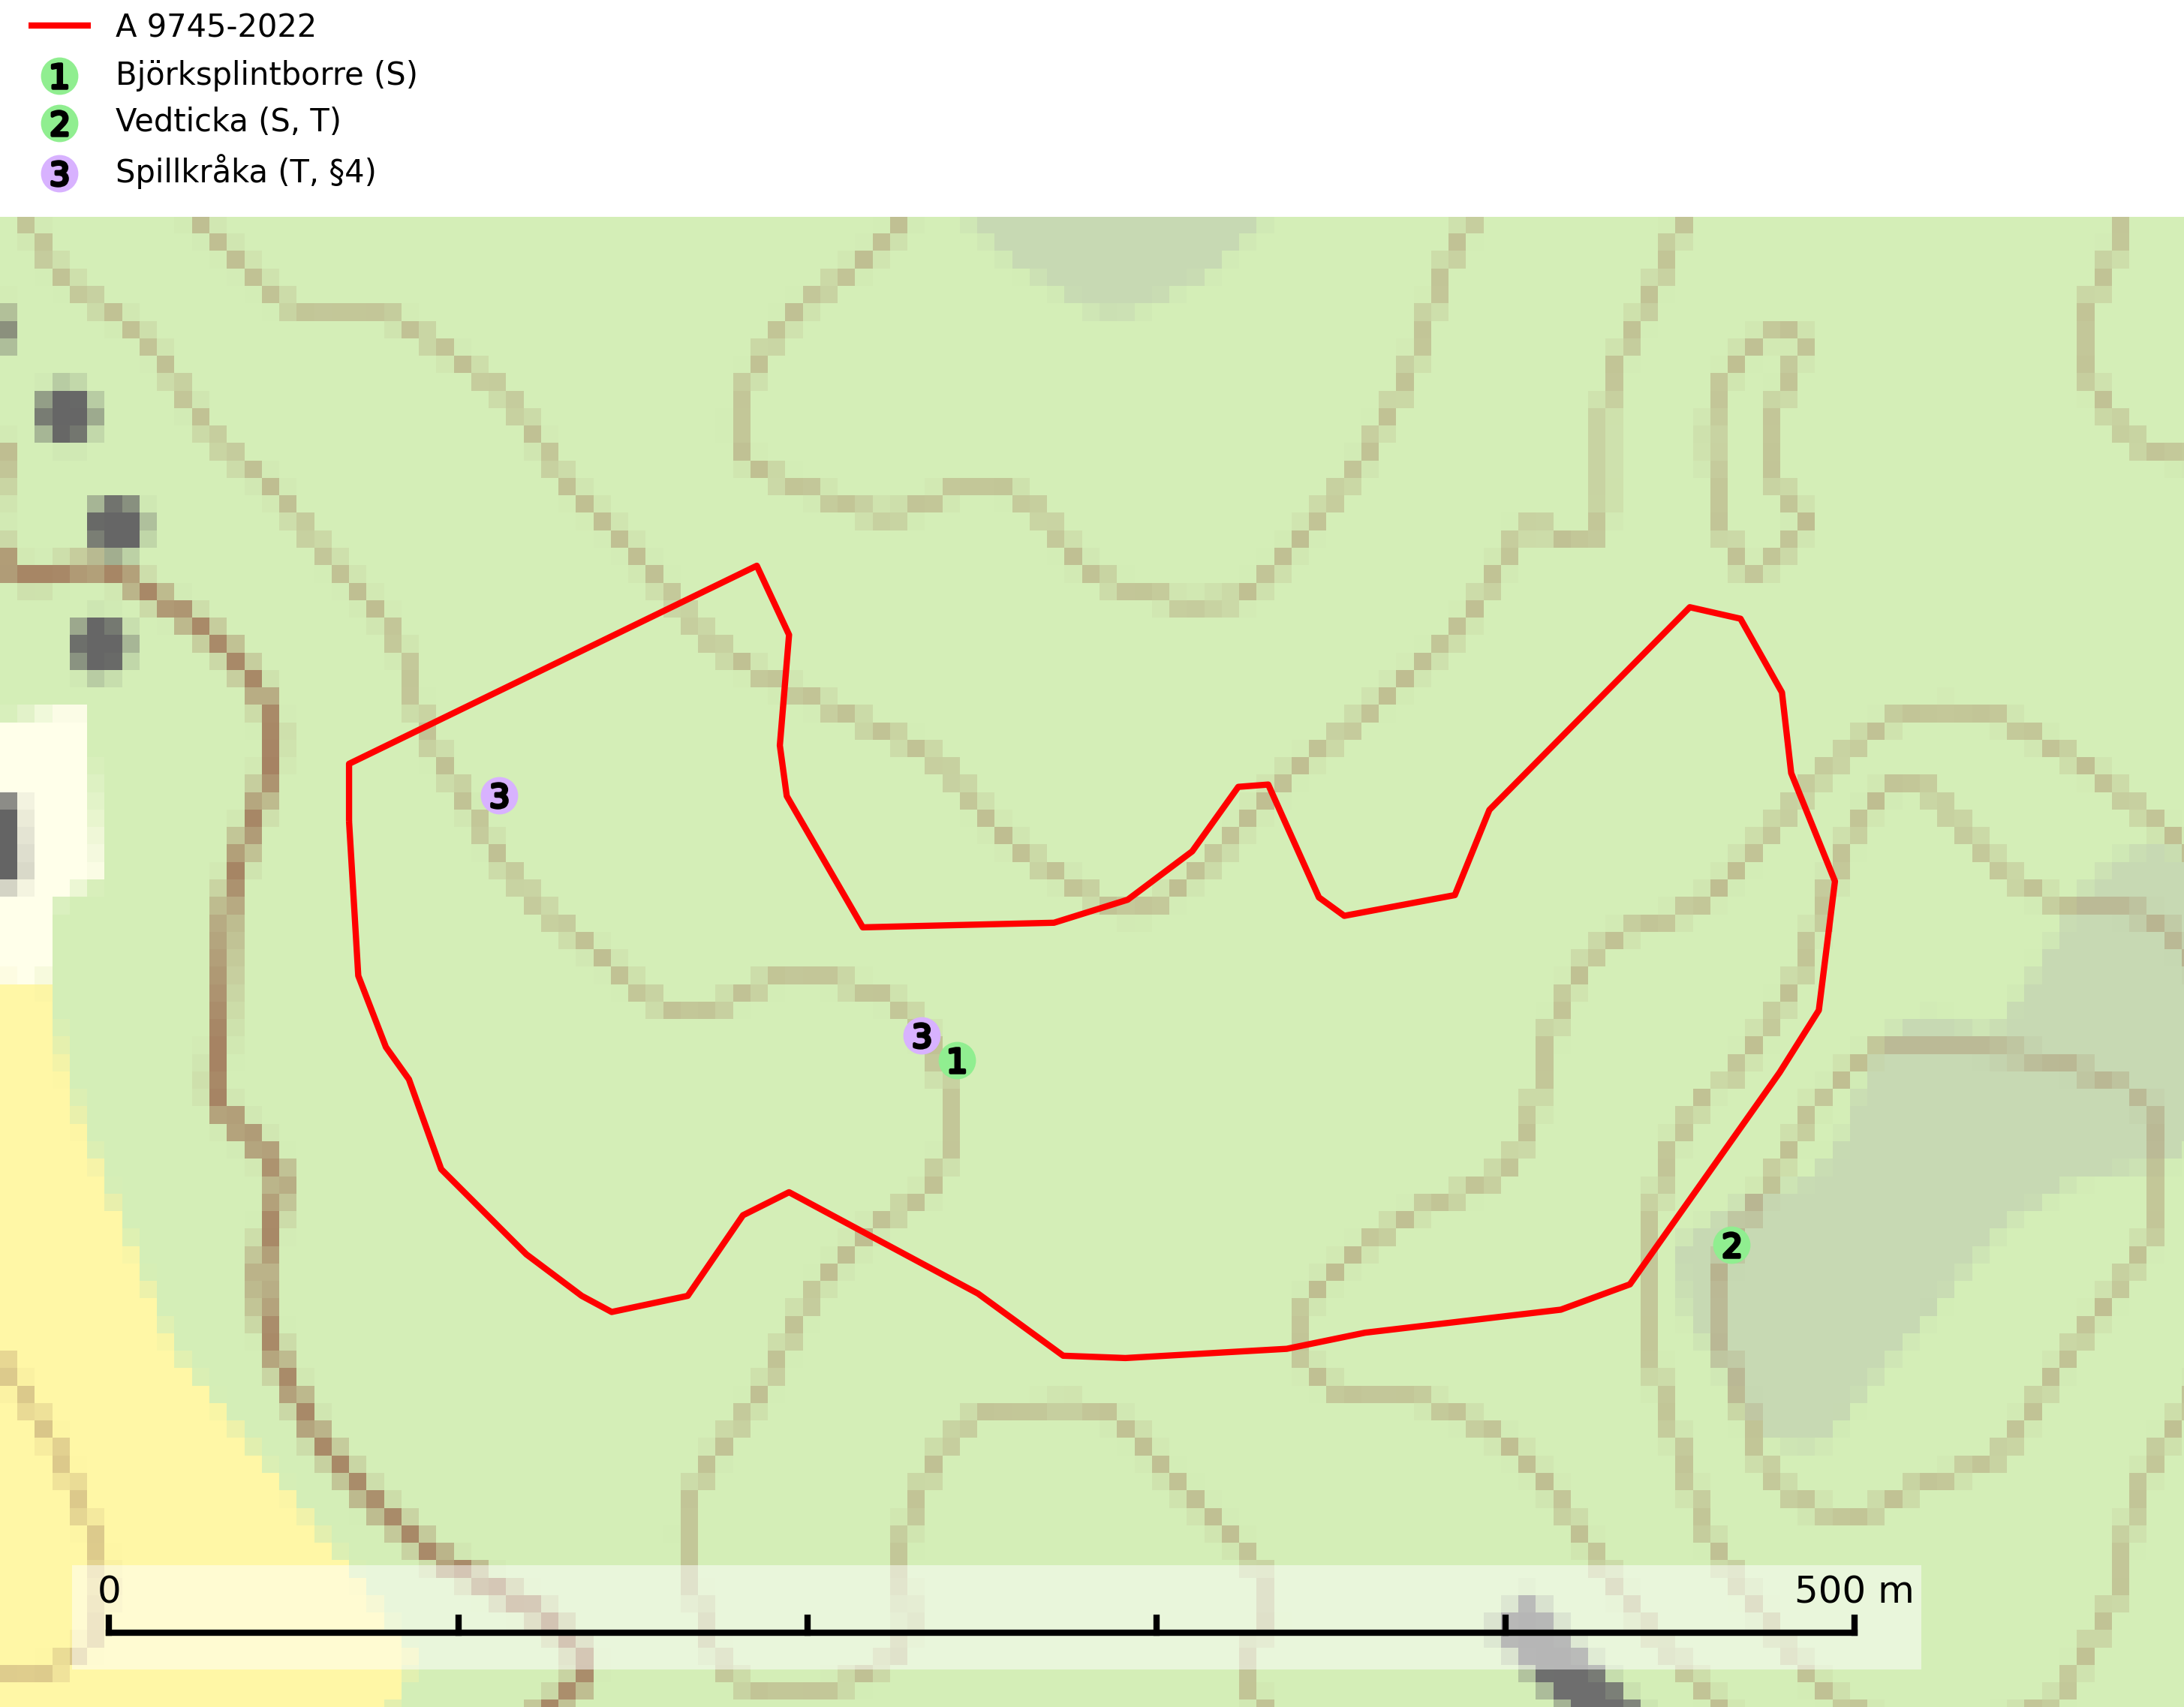 A 9745-2022
1 Björksplintborre (S)
2 Vedticka (S, T)
3 Spillkråka (T, §4)
3
3
1
2
0 500 m